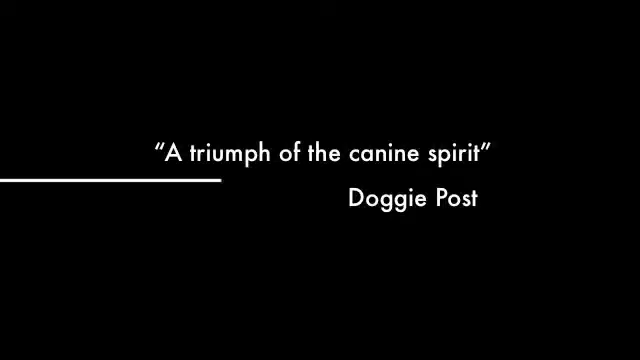 “A triumph of the canine spirit”
Doggie Post